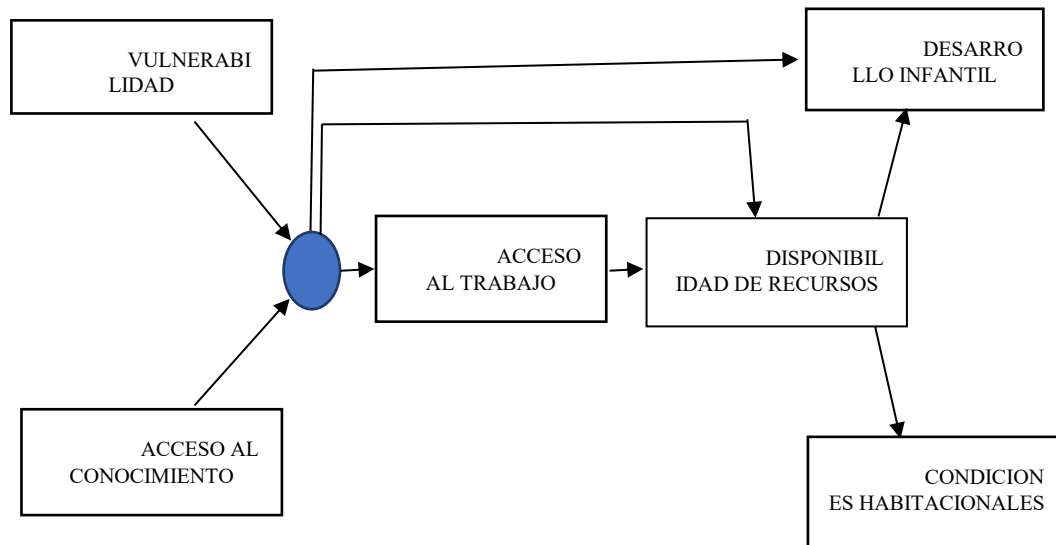 VULNERABI
LIDAD
DESARRO
LLO INFANTIL
ACCESO
AL TRABAJO
DISPONIBIL
IDAD DE RECURSOS
ACCESO AL
CONOCIMIENTO
CONDICION
ES HABITACIONALES